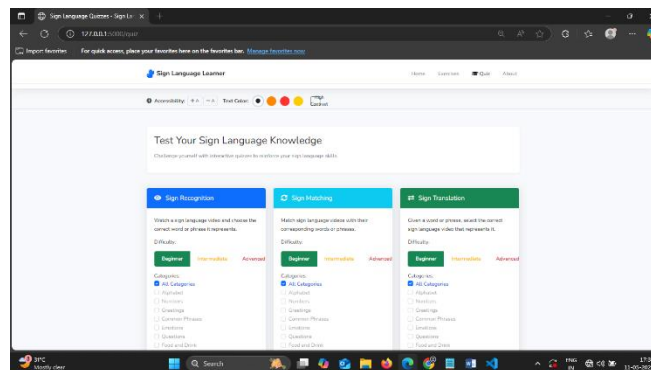 Sign Language Quizzes - Sign La
127.0.0.1:5000/quiz
Import favorites For quick access, place your favorites here on the favorites bar. Manage favorites now
Sign Language Learner
Home Exercises Quiz About
Accessibility: Text Color:
Test Your Sign Language Knowledge
Challenge yourself with interactive quizzes to reinforce your sign language skills.
Sign Recognition
Watch a sign language video and choose the
correct word or phrase it represents.
Difficulty:
Beginner Intermediate Advanced
Categories:
All Categories
Alphabet
Numbers
Greetings
Common Phrases
Emotions
Questions
Food and Drink
Sign Matching
Match sign language videos with their
corresponding words or phrases.
Difficulty:
Beginner Intermediate Advanced
Categories:
All Categories
Alphabet
Numbers
Greetings
Common Phrases
Emotions
Questions
Food and Drink
Sign Translation
Given a word or phrase, select the correct
sign language video that represents it.
Difficulty:
Beginner Intermediate Advanced
Categories:
All Categories
Alphabet
Numbers
Greetings
Common Phrases
Emotions
Questions
Food and Drink
31°C
Mostly clear
Search
ENG
IN
17:3
11-05-202